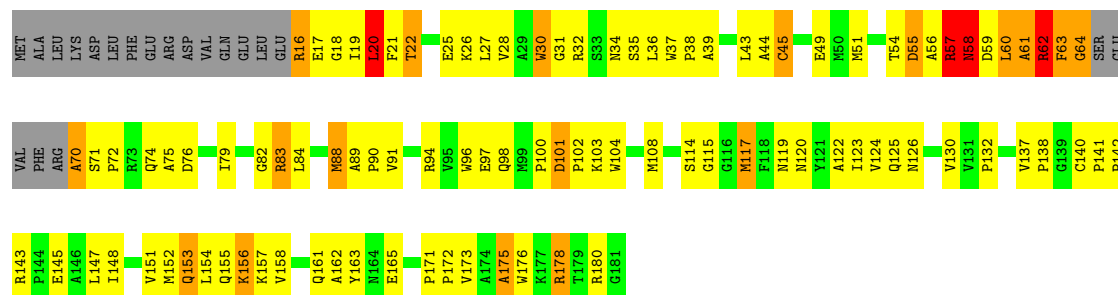 MET ALA LEU LYS ASP LEU PHE GLU ARG ASP VAL GLN GLU LEU GLU R16 E17 G18 I19 L20 F21 T22 E25 K26 L27 V28 A29 W30 G31 R32 S33 N34 S35 L36 W37 P38 A39 L43 A44 C45 E49 M50 M51 T54 D55 A56 R57 N58 D59 L60 A61 R62 F63 G64 SER GLU
VAL PHE ARG A70 S71 P72 R73 Q74 A75 D76 I79 G82 R83 L84 M88 A89 P90 V91 R94 V95 W96 E97 Q98 M99 P100 D101 P102 K103 W104 M108 S114 G115 G116 M117 F118 N119 N120 Y121 A122 I123 V124 Q125 N126 V130 V131 P132 V137 P138 G139 C140 P141
R143 P144 E145 A146 L147 I148 V151 M152 Q153 L154 Q155 K156 K157 V158 Q161 A162 Y163 N164 E165 P171 P172 V173 A174 A175 W176 K177 R178 T179 R180 G181